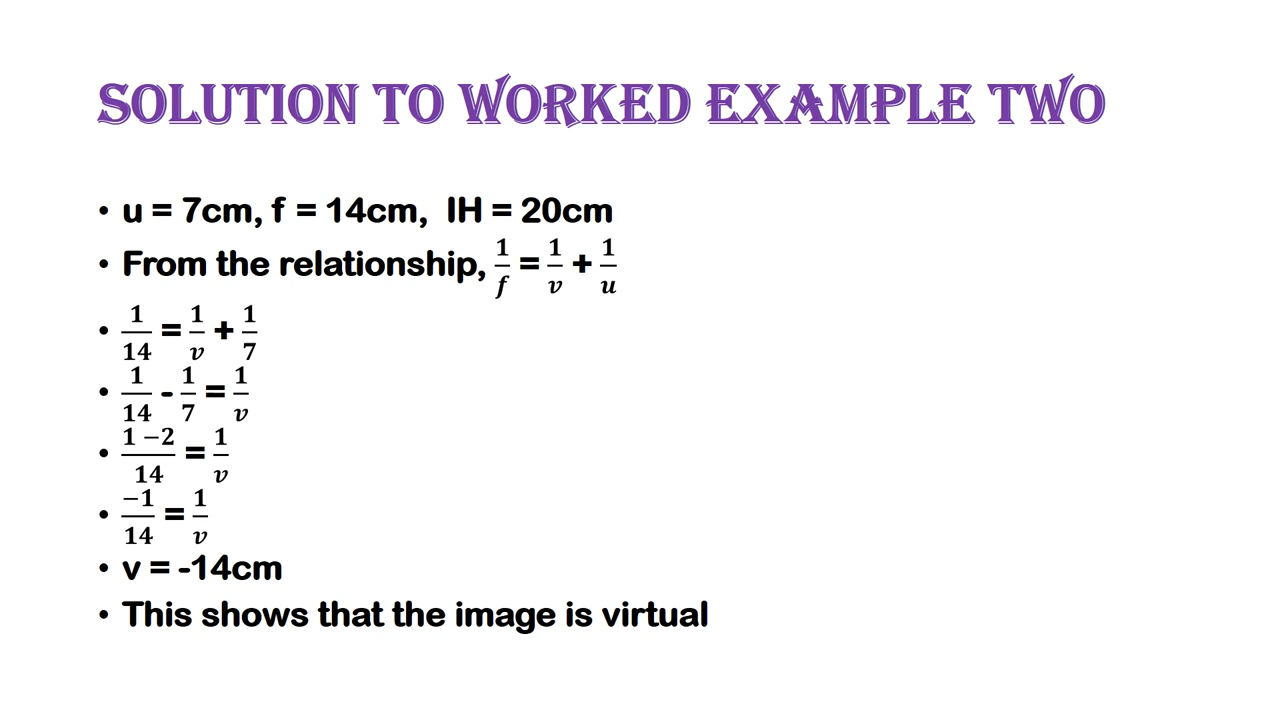 SOLUTION TO WORKED EXAMPLE TWO
• u = 7cm, f = 14cm, IH = 20cm
• From the relationship, 1/f = 1/v + 1/u
• 1/14 = 1/v + 1/7
• 1/14 - 1/7 = 1/v
• (1 −2)/14 = 1/v
• −1/14 = 1/v
• v = -14cm
• This shows that the image is virtual